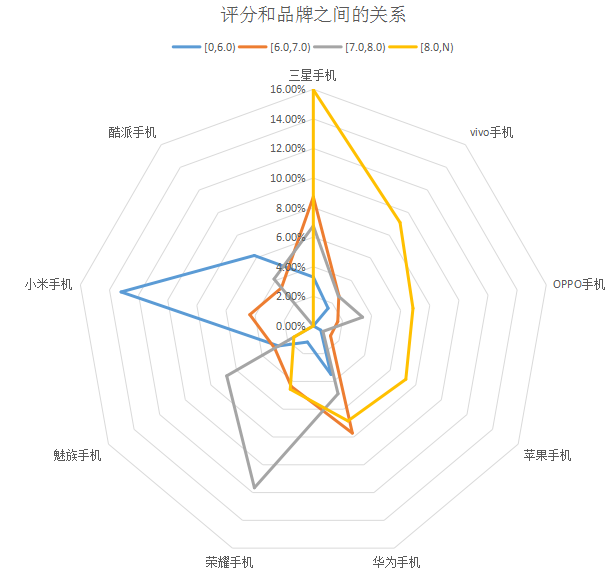 评分和品牌之间的关系
[0,6.0) [6.0,7.0) [7.0,8.0) [8.0,N)
三星手机
16.00%
酷派手机 vivo手机
14.00%
12.00%
10.00%
8.00%
6.00%
4.00%
小米手机 OPPO手机
2.00%
0.00%
魅族手机 苹果手机
荣耀手机 华为手机